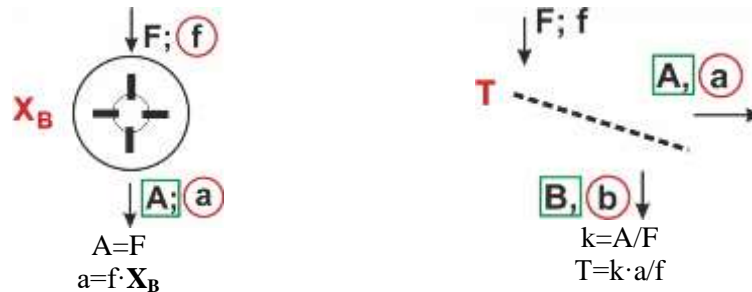 F; f
X_B
A; a
A=F
a=f·X_B
F; f
T
A, a
B, b
k=A/F
T=k·a/f